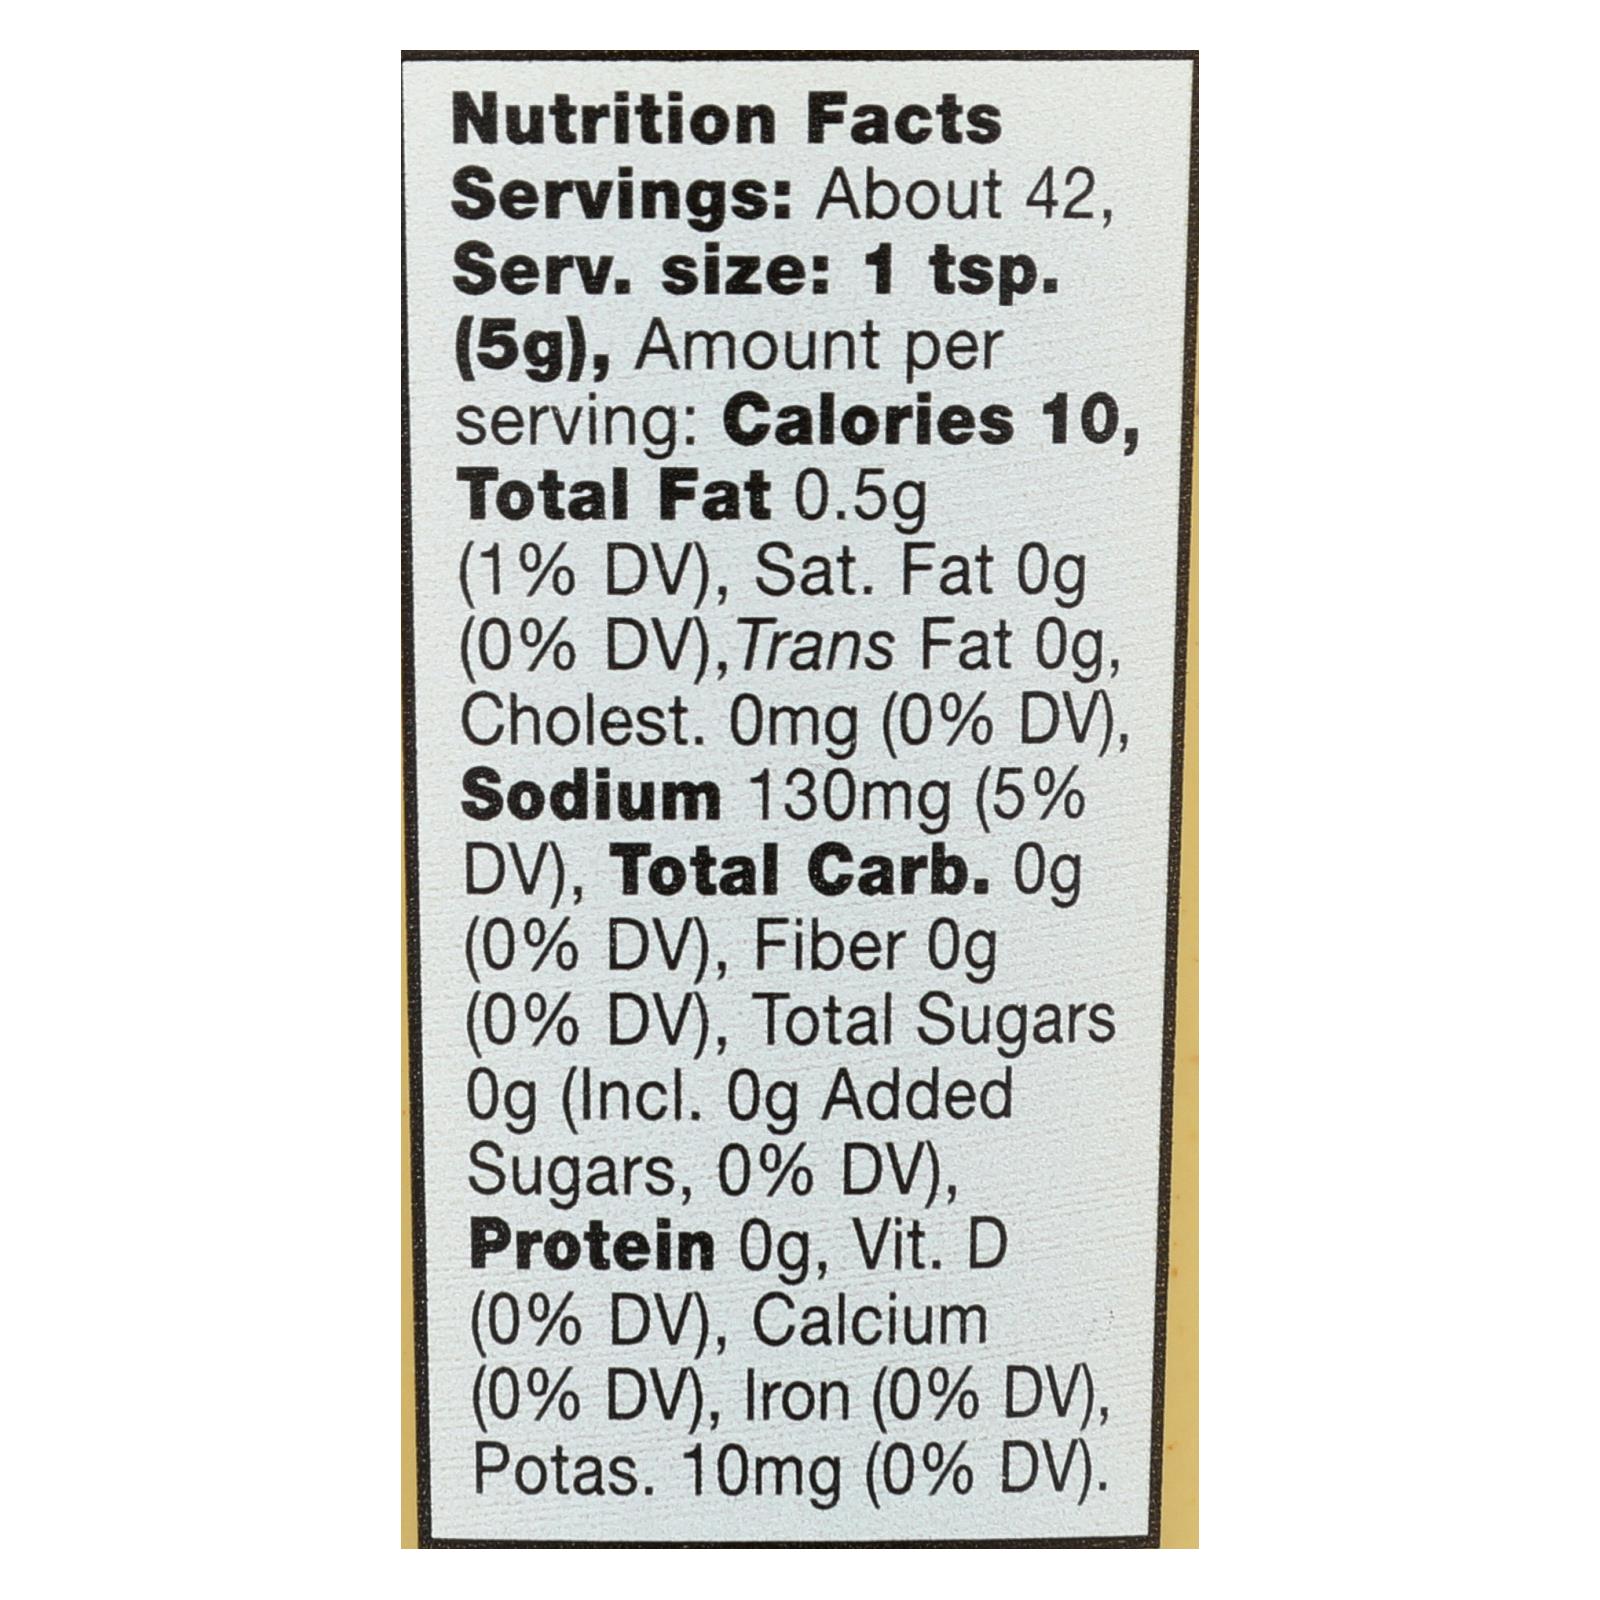 Nutrition Facts
Servings: About 42,
Serv. size: 1 tsp.
(5g), Amount per
serving: Calories 10,
Total Fat 0.5g
(1% DV), Sat. Fat 0g
(0% DV),Trans Fat 0g,
Cholest. 0mg (0% DV),
Sodium 130mg (5%
DV), Total Carb. 0g
(0% DV), Fiber 0g
(0% DV), Total Sugars
0g (Incl. 0g Added
Sugars, 0% DV),
Protein 0g, Vit. D
(0% DV), Calcium
(0% DV), Iron (0% DV),
Potas. 10mg (0% DV).